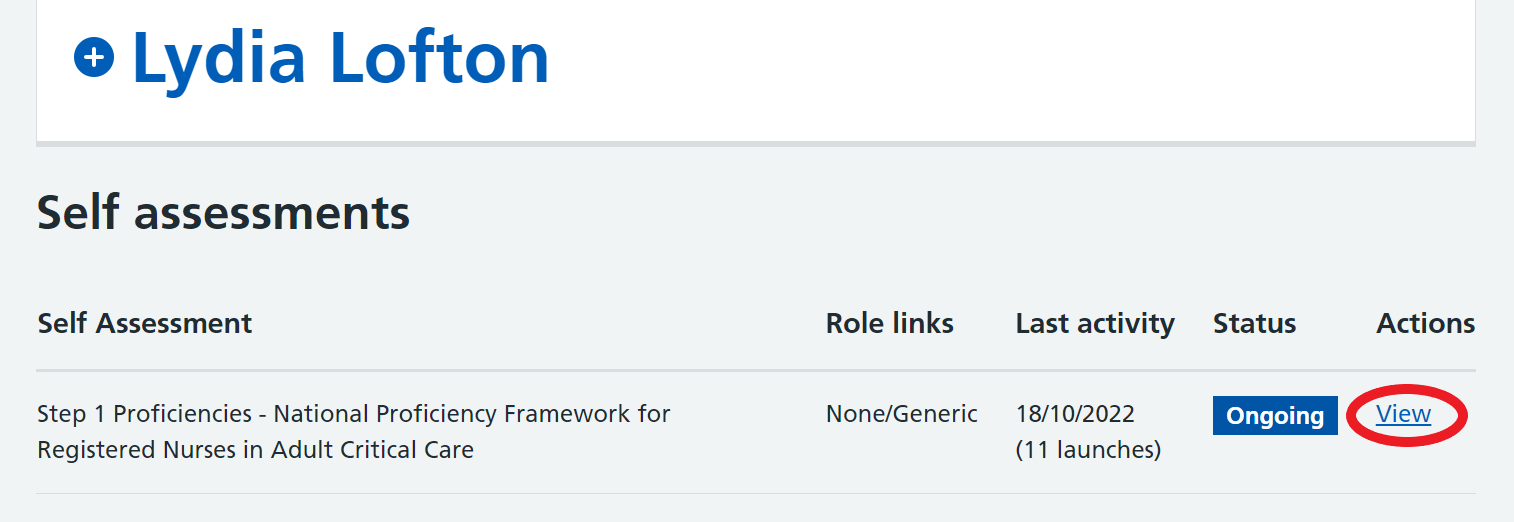 Lydia Lofton
Self assessments
Self Assessment Role links Last activity Status Actions
Step 1 Proficiencies - National Proficiency Framework for None/Generic 18/10/2022 Ongoing View
Registered Nurses in Adult Critical Care (11 launches)